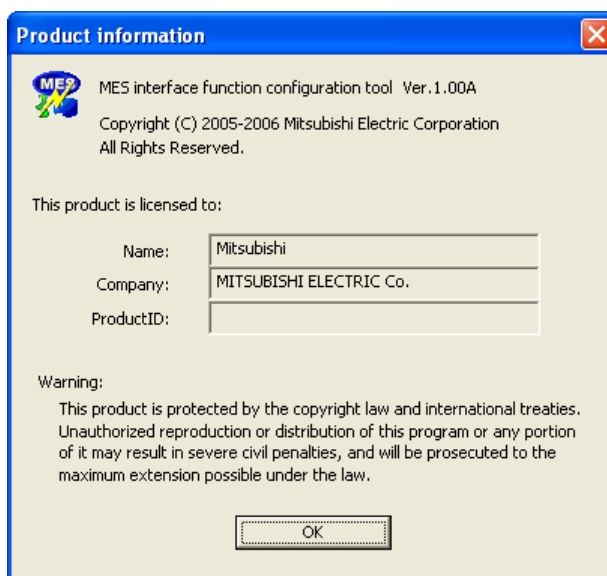 Product information
MES
MES interface function configuration tool  Ver.1.00A
Copyright (C) 2005-2006 Mitsubishi Electric Corporation
All Rights Reserved.
This product is licensed to:
Name: Mitsubishi
Company: MITSUBISHI ELECTRIC Co.
ProductID:
Warning:
This product is protected by the copyright law and international treaties.
Unauthorized reproduction or distribution of this program or any portion
of it may result in severe civil penalties, and will be prosecuted to the
maximum extension possible under the law.
OK